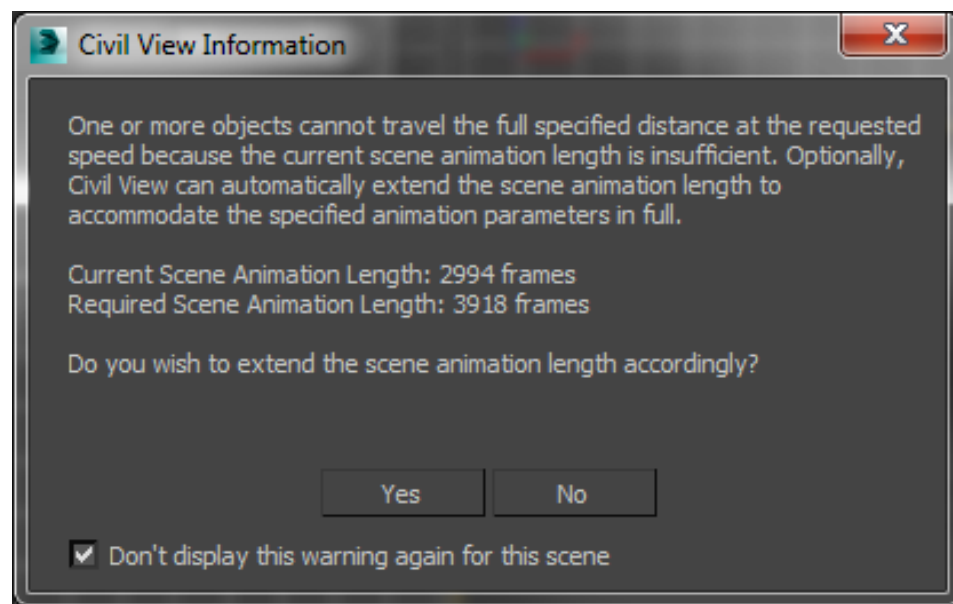 Civil View Information
One or more objects cannot travel the full specified distance at the requested
speed because the current scene animation length is insufficient. Optionally,
Civil View can automatically extend the scene animation length to
accommodate the specified animation parameters in full.
Current Scene Animation Length: 2994 frames
Required Scene Animation Length: 3918 frames
Do you wish to extend the scene animation length accordingly?
Yes No
Don't display this warning again for this scene